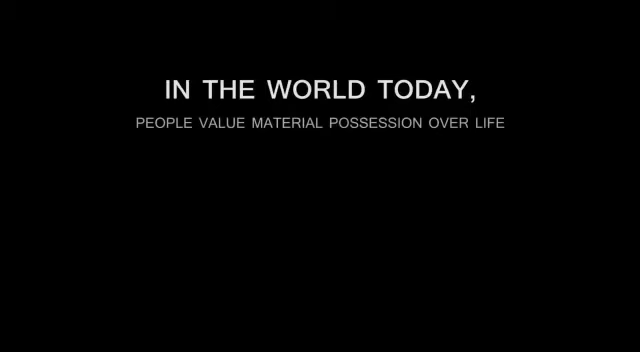 IN THE WORLD TODAY,
PEOPLE VALUE MATERIAL POSSESSION OVER LIFE